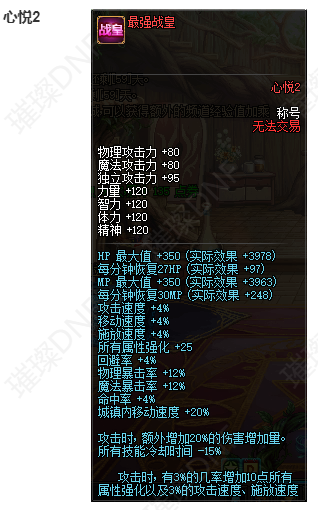 心悦2
战皇
最强战皇
心悦2
称号
无法交易
物理攻击力 +80
魔法攻击力 +80
独立攻击力 +95
力量 +120
智力 +120
体力 +120
精神 +120
HP 最大值 +350 (实际效果 +3978)
每分钟恢复27HP (实际效果 +97)
MP 最大值 +350 (实际效果 +3963)
每分钟恢复30MP (实际效果 +248)
攻击速度 +4%
移动速度 +4%
施放速度 +4%
所有属性强化 +25
回避率 +4%
物理暴击率 +12%
魔法暴击率 +12%
命中率 +4%
城镇内移动速度 +20%
攻击时, 额外增加20%的伤害增加量。
所有技能冷却时间 -15%
攻击时, 有3%的几率增加10点所有
属性强化以及3%的攻击速度、施放速度
璀璨DNF